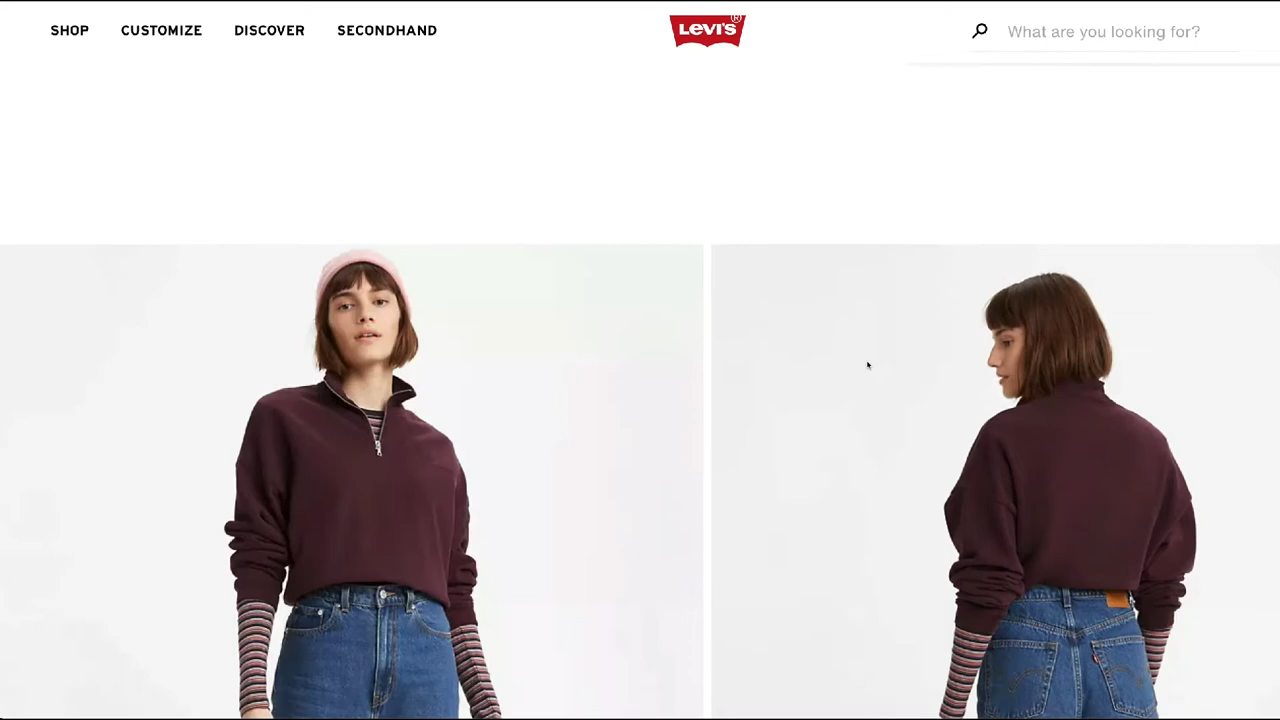 SHOP CUSTOMIZE DISCOVER SECONDHAND
LEVI'S®
What are you looking for?